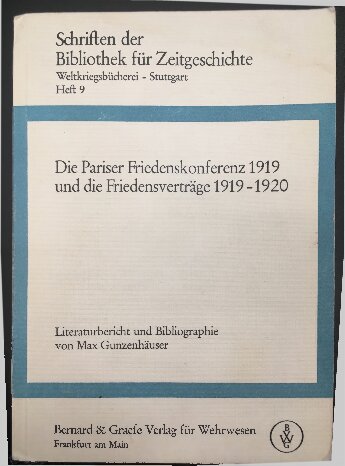 Schriften der
Bibliothek für Zeitgeschichte
Weltkriegsbücherei – Stuttgart
Heft 9
Die Pariser Friedenskonferenz 1919
und die Friedensverträge 1919–1920
Literaturbericht und Bibliographie
von Max Gunzenhäuser
Bernard & Graefe Verlag für Wehrwesen
Frankfurt am Main
B
V W
G